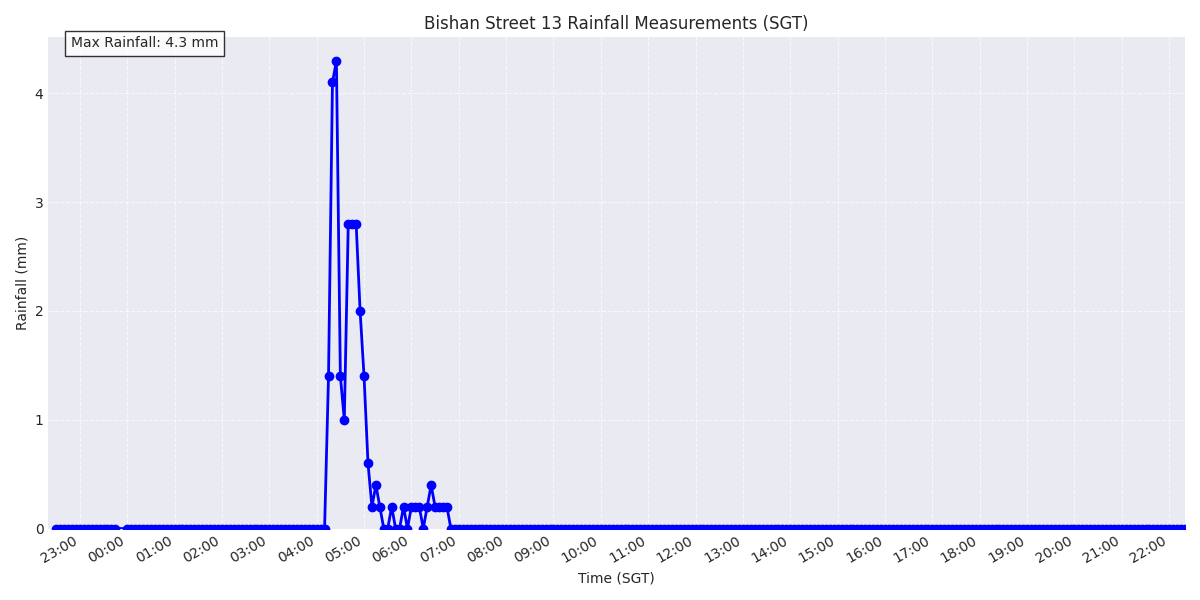 Bishan Street 13 Rainfall Measurements (SGT)
Max Rainfall: 4.3 mm
Rainfall (mm)
4
3
2
1
0
23:00 00:00 01:00 02:00 03:00 04:00 05:00 06:00 07:00 08:00 09:00 10:00 11:00 12:00 13:00 14:00 15:00 16:00 17:00 18:00 19:00 20:00 21:00 22:00
Time (SGT)